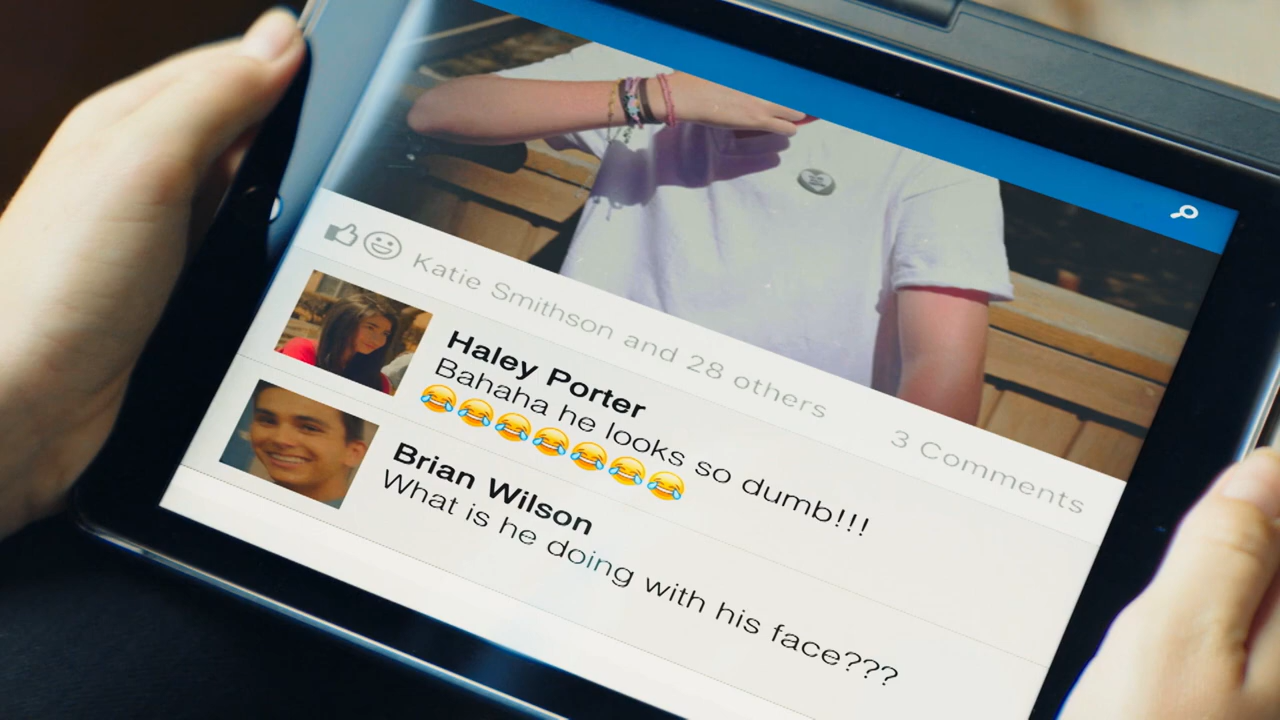 Katie Smithson and 28 others
3 Comments
Haley Porter
Bahaha he looks so dumb!!!
😂😂😂😂😂😂😂
Brian Wilson
What is he doing with his face???